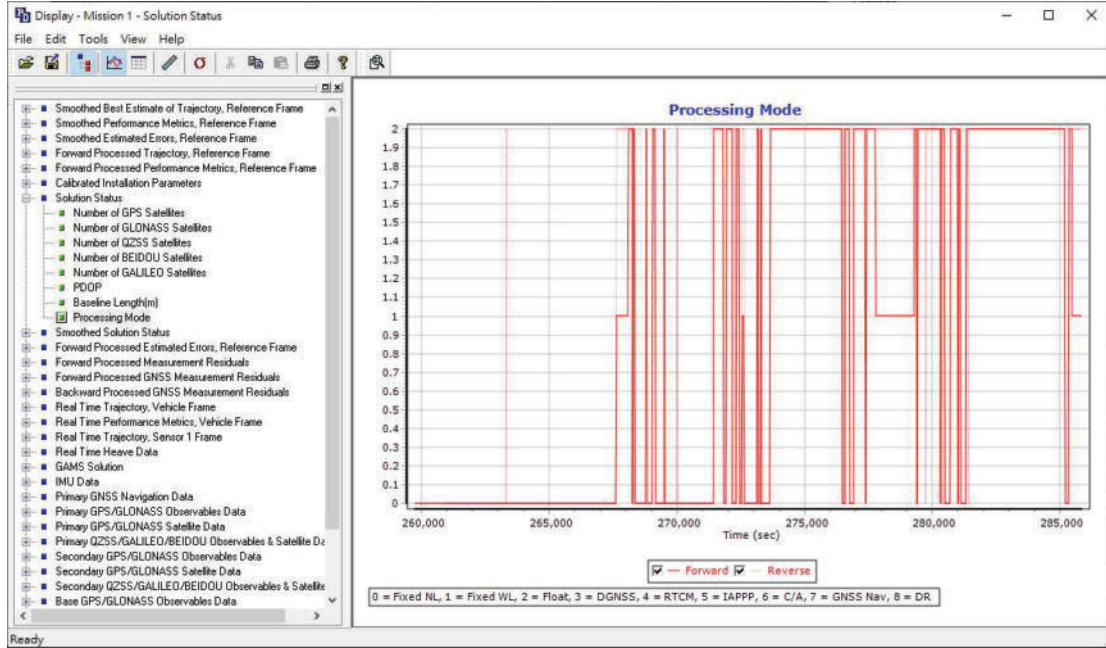 Display - Mission 1 - Solution Status
File Edit Tools View Help
Smoothed Best Estimate of Trajectory, Reference Frame
Smoothed Performance Metrics, Reference Frame
Smoothed Estimated Errors, Reference Frame
Forward Processed Trajectory, Reference Frame
Forward Processed Performance Metrics, Reference Frame
Calibrated Installation Parameters
Solution Status
Number of GPS Satellites
Number of GLONASS Satellites
Number of QZSS Satellites
Number of BEIDOU Satellites
Number of GALILEO Satellites
PDOP
Baseline Length(m)
Processing Mode
Smoothed Solution Status
Forward Processed Estimated Errors, Reference Frame
Forward Processed Measurement Residuals
Forward Processed GNSS Measurement Residuals
Backward Processed GNSS Measurement Residuals
Real Time Trajectory, Vehicle Frame
Real Time Performance Metrics, Vehicle Frame
Real Time Trajectory, Sensor 1 Frame
Real Time Heave Data
GAMS Solution
IMU Data
Primary GNSS Navigation Data
Primary GPS/GLONASS Observables Data
Primary GPS/GLONASS Satellite Data
Primary QZSS/GALILEO/BEIDOU Observables & Satellite Da
Secondary GPS/GLONASS Observables Data
Secondary GPS/GLONASS Satellite Data
Secondary QZSS/GALILEO/BEIDOU Observables & Satellite
Base GPS/GLONASS Observables Data
Processing Mode
2
1.9
1.8
1.7
1.6
1.5
1.4
1.3
1.2
1.1
1
0.9
0.8
0.7
0.6
0.5
0.4
0.3
0.2
0.1
0
260,000 265,000 270,000 275,000 280,000 285,000
Time (sec)
Forward Reverse
0 = Fixed NL, 1 = Fixed WL, 2 = Float, 3 = DGNSS, 4 = RTCM, 5 = IAPPP, 6 = C/A, 7 = GNSS Nav, 8 = DR
Ready